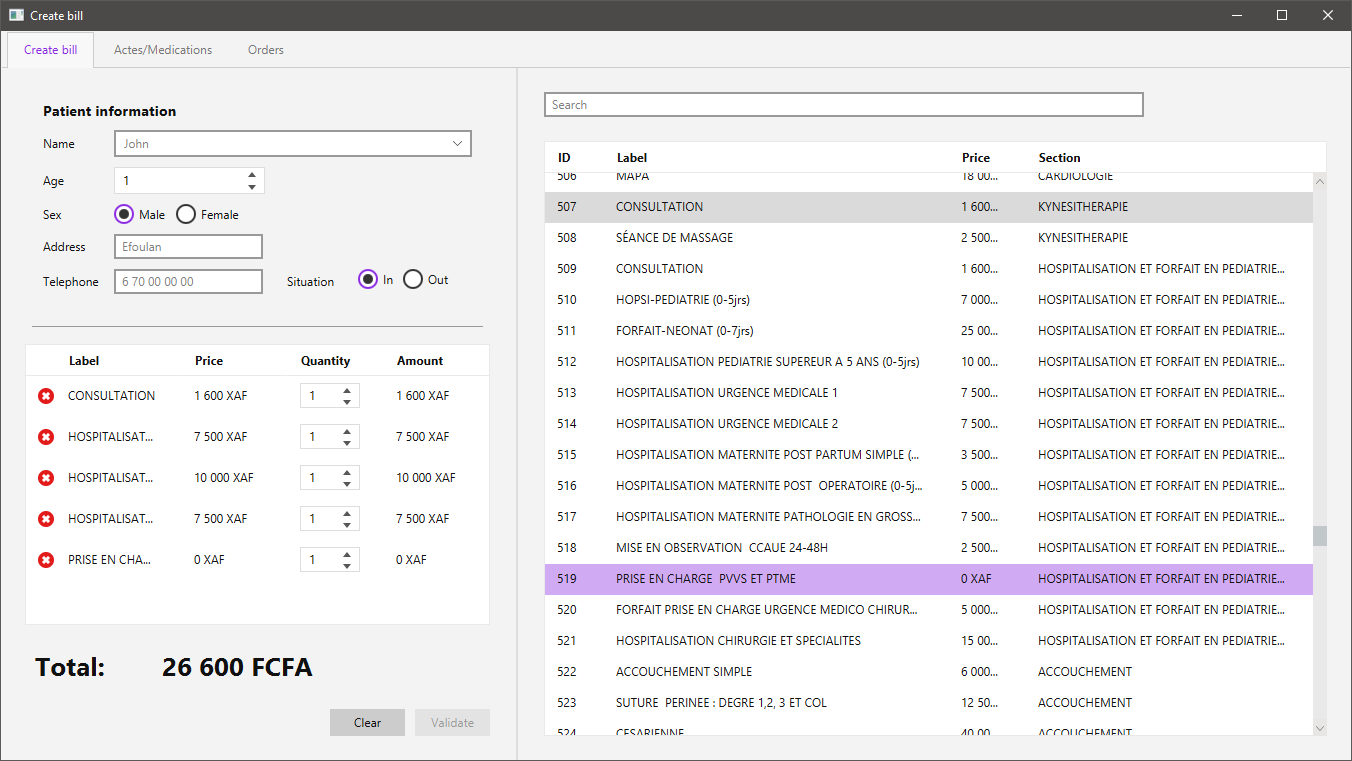 Create bill
Create bill Actes/Medications Orders
Patient information
Name John
Age 1
Sex Male Female
Address Efoulan
Telephone 6 70 00 00 00 Situation In Out
Label Price Quantity Amount
CONSULTATION 1 600 XAF 1 1 600 XAF
HOSPITALISAT... 7 500 XAF 1 7 500 XAF
HOSPITALISAT... 10 000 XAF 1 10 000 XAF
HOSPITALISAT... 7 500 XAF 1 7 500 XAF
PRISE EN CHA... 0 XAF 1 0 XAF
Total: 26 600 FCFA
Clear Validate
Search
ID Label Price Section
506 MAPA 18 00... CARDIOLOGIE
507 CONSULTATION 1 600... KYNESITHERAPIE
508 SÉANCE DE MASSAGE 2 500... KYNESITHERAPIE
509 CONSULTATION 1 600... HOSPITALISATION ET FORFAIT EN PEDIATRIE...
510 HOPSI-PEDIATRIE (0-5jrs) 7 000... HOSPITALISATION ET FORFAIT EN PEDIATRIE...
511 FORFAIT-NEONAT (0-7jrs) 25 00... HOSPITALISATION ET FORFAIT EN PEDIATRIE...
512 HOSPITALISATION PEDIATRIE SUPEREUR A 5 ANS (0-5jrs) 10 00... HOSPITALISATION ET FORFAIT EN PEDIATRIE...
513 HOSPITALISATION URGENCE MEDICALE 1 7 500... HOSPITALISATION ET FORFAIT EN PEDIATRIE...
514 HOSPITALISATION URGENCE MEDICALE 2 7 500... HOSPITALISATION ET FORFAIT EN PEDIATRIE...
515 HOSPITALISATION MATERNITE POST PARTUM SIMPLE (... 3 500... HOSPITALISATION ET FORFAIT EN PEDIATRIE...
516 HOSPITALISATION MATERNITE POST  OPERATOIRE (0-5j... 5 000... HOSPITALISATION ET FORFAIT EN PEDIATRIE...
517 HOSPITALISATION MATERNITE PATHOLOGIE EN GROSS... 7 500... HOSPITALISATION ET FORFAIT EN PEDIATRIE...
518 MISE EN OBSERVATION  CCAUE 24-48H 2 500... HOSPITALISATION ET FORFAIT EN PEDIATRIE...
519 PRISE EN CHARGE  PVVS ET PTME 0 XAF HOSPITALISATION ET FORFAIT EN PEDIATRIE...
520 FORFAIT PRISE EN CHARGE URGENCE MEDICO CHIRUR... 5 000... HOSPITALISATION ET FORFAIT EN PEDIATRIE...
521 HOSPITALISATION CHIRURGIE ET SPECIALITES 15 00... HOSPITALISATION ET FORFAIT EN PEDIATRIE...
522 ACCOUCHEMENT SIMPLE 6 000... ACCOUCHEMENT
523 SUTURE  PERINEE : DEGRE 1,2, 3 ET COL 12 50... ACCOUCHEMENT
524 CESARIENNE 40 00... ACCOUCHEMENT